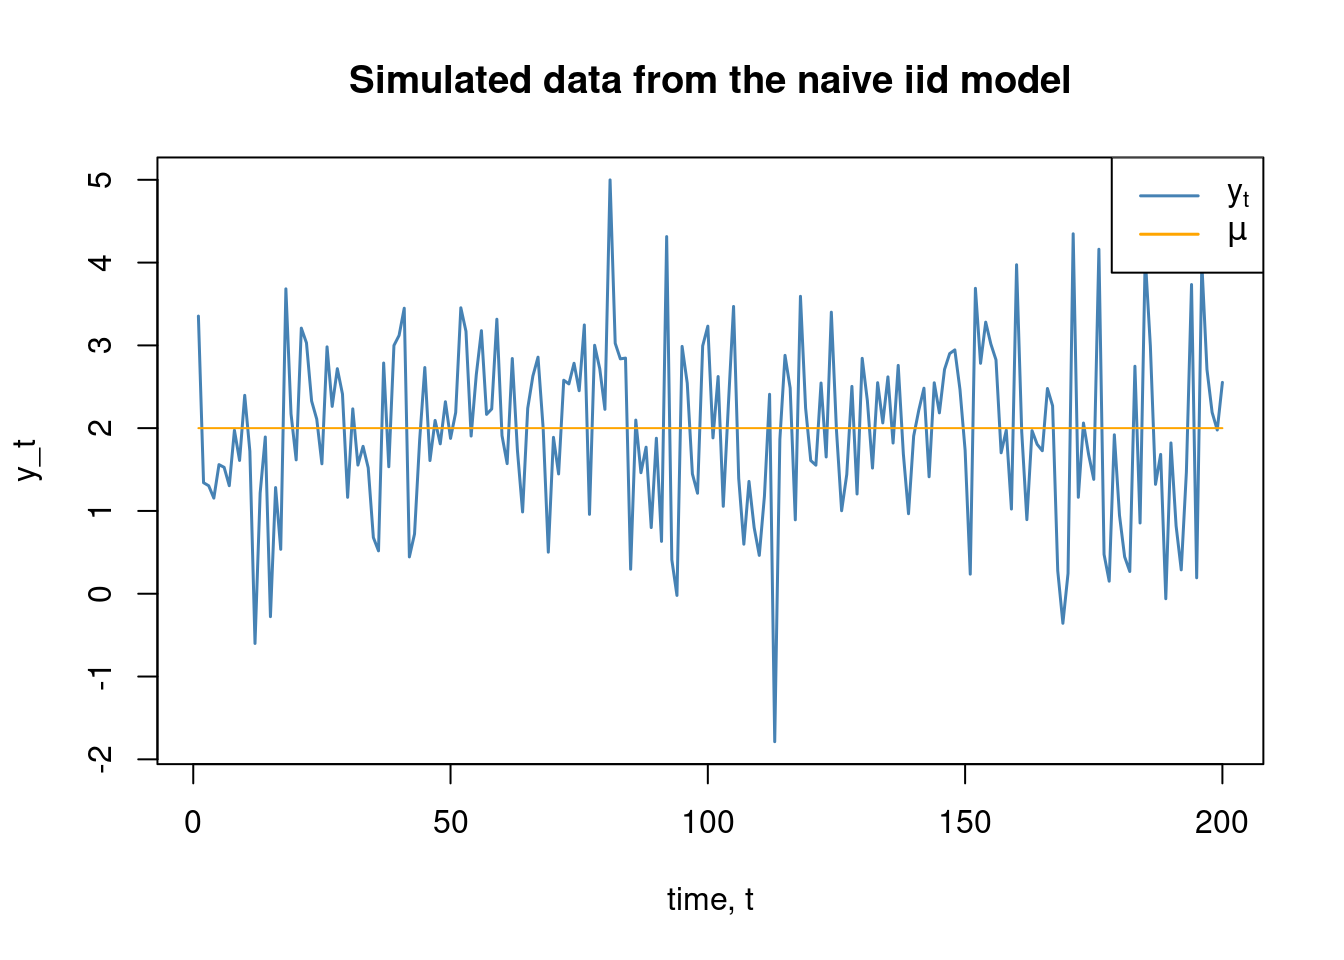 Simulated data from the naive iid model
y_t
5
4
3
2
1
0
-1
-2
yₜ
μ
0 50 100 150 200
time, t